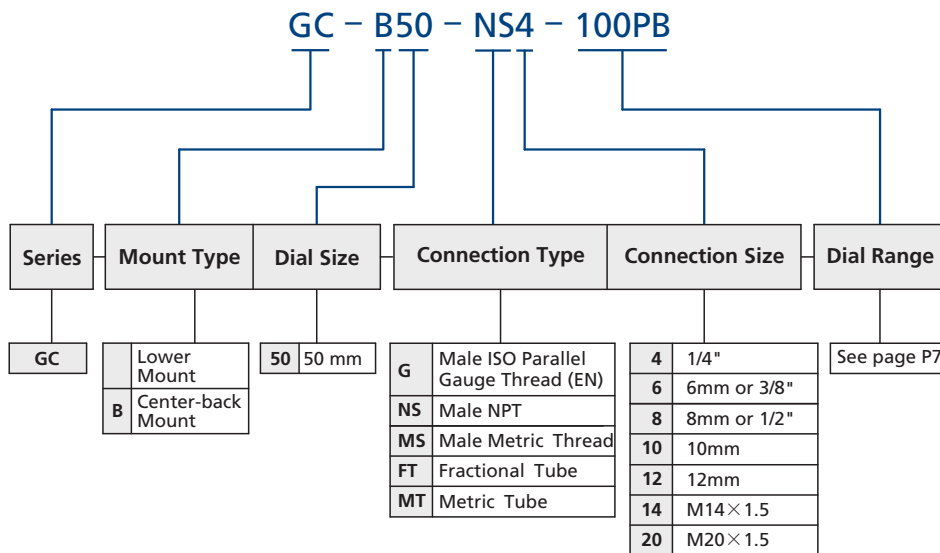 GC – B50 – NS4 – 100PB
Series
Mount Type
Dial Size
Connection Type
Connection Size
Dial Range
GC
Lower
Mount
B Center-back
Mount
50 50 mm
G Male ISO Parallel
Gauge Thread (EN)
NS Male NPT
MS Male Metric Thread
FT Fractional Tube
MT Metric Tube
4 1/4"
6 6mm or 3/8"
8 8mm or 1/2"
10 10mm
12 12mm
14 M14×1.5
20 M20×1.5
See page P7